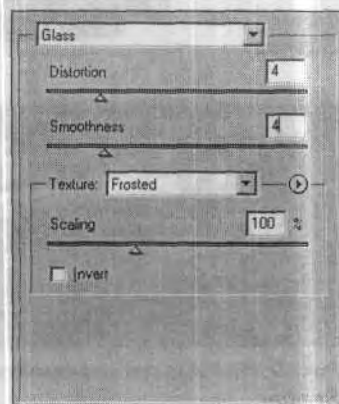 Glass
Distortion 4
Smoothness 4
Texture: Frosted
Scaling 100 %
Invert